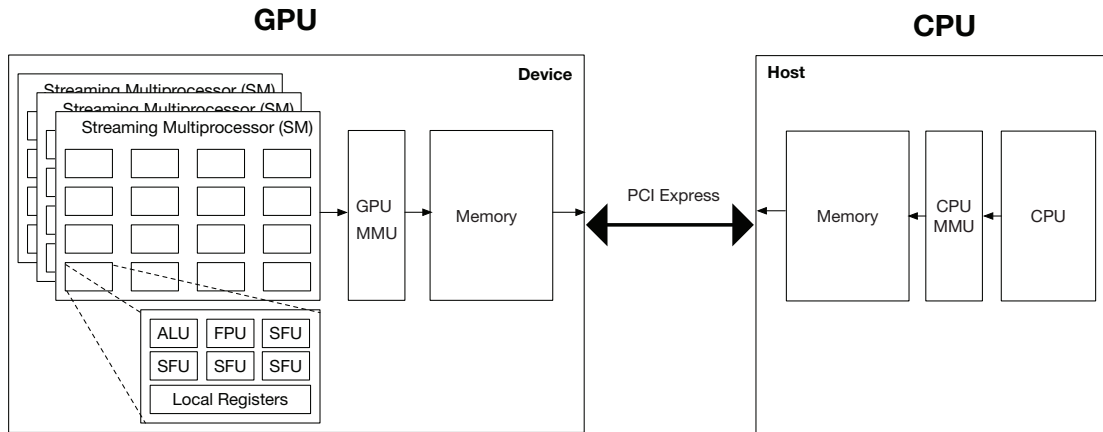 GPU
CPU
Device
Host
Streaming Multiprocessor (SM)
Streaming Multiprocessor (SM)
Streaming Multiprocessor (SM)
GPU
MMU
Memory
PCI Express
Memory
CPU
MMU
CPU
ALU FPU SFU
SFU SFU SFU
Local Registers